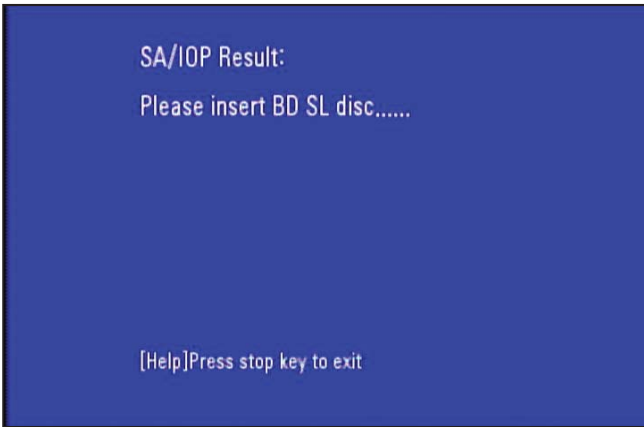 SA/IOP Result:
Please insert BD SL disc......
[Help]Press stop key to exit